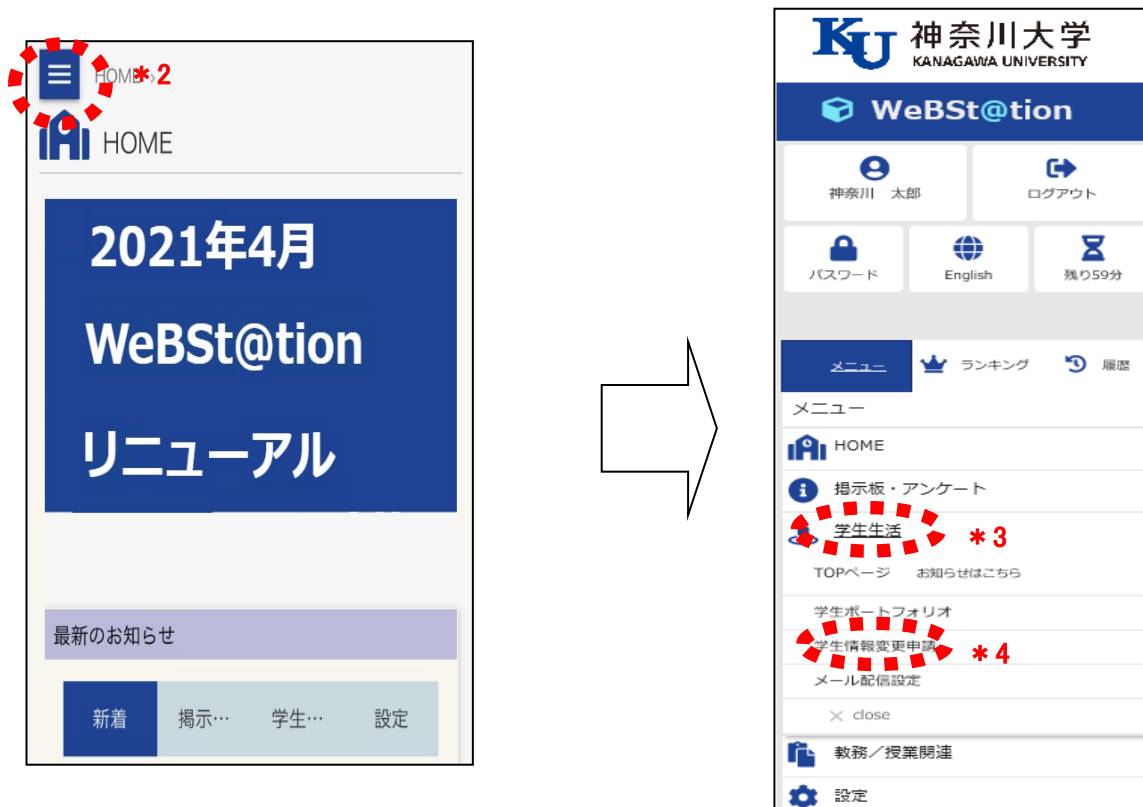 HOME ›
*2
HOME
2021年4月
WeBSt@tion
リニューアル
最新のお知らせ
新着 掲示… 学生… 設定
KU 神奈川大学
KANAGAWA UNIVERSITY
WeBSt@tion
神奈川 太郎 ログアウト
パスワード English 残り59分
メニュー ランキング 履歴
メニュー
HOME
掲示板・アンケート
学生生活 *3
TOPページ お知らせはこちら
学生ポートフォリオ
学生情報変更申請 *4
メール配信設定
× close
教務／授業関連
設定